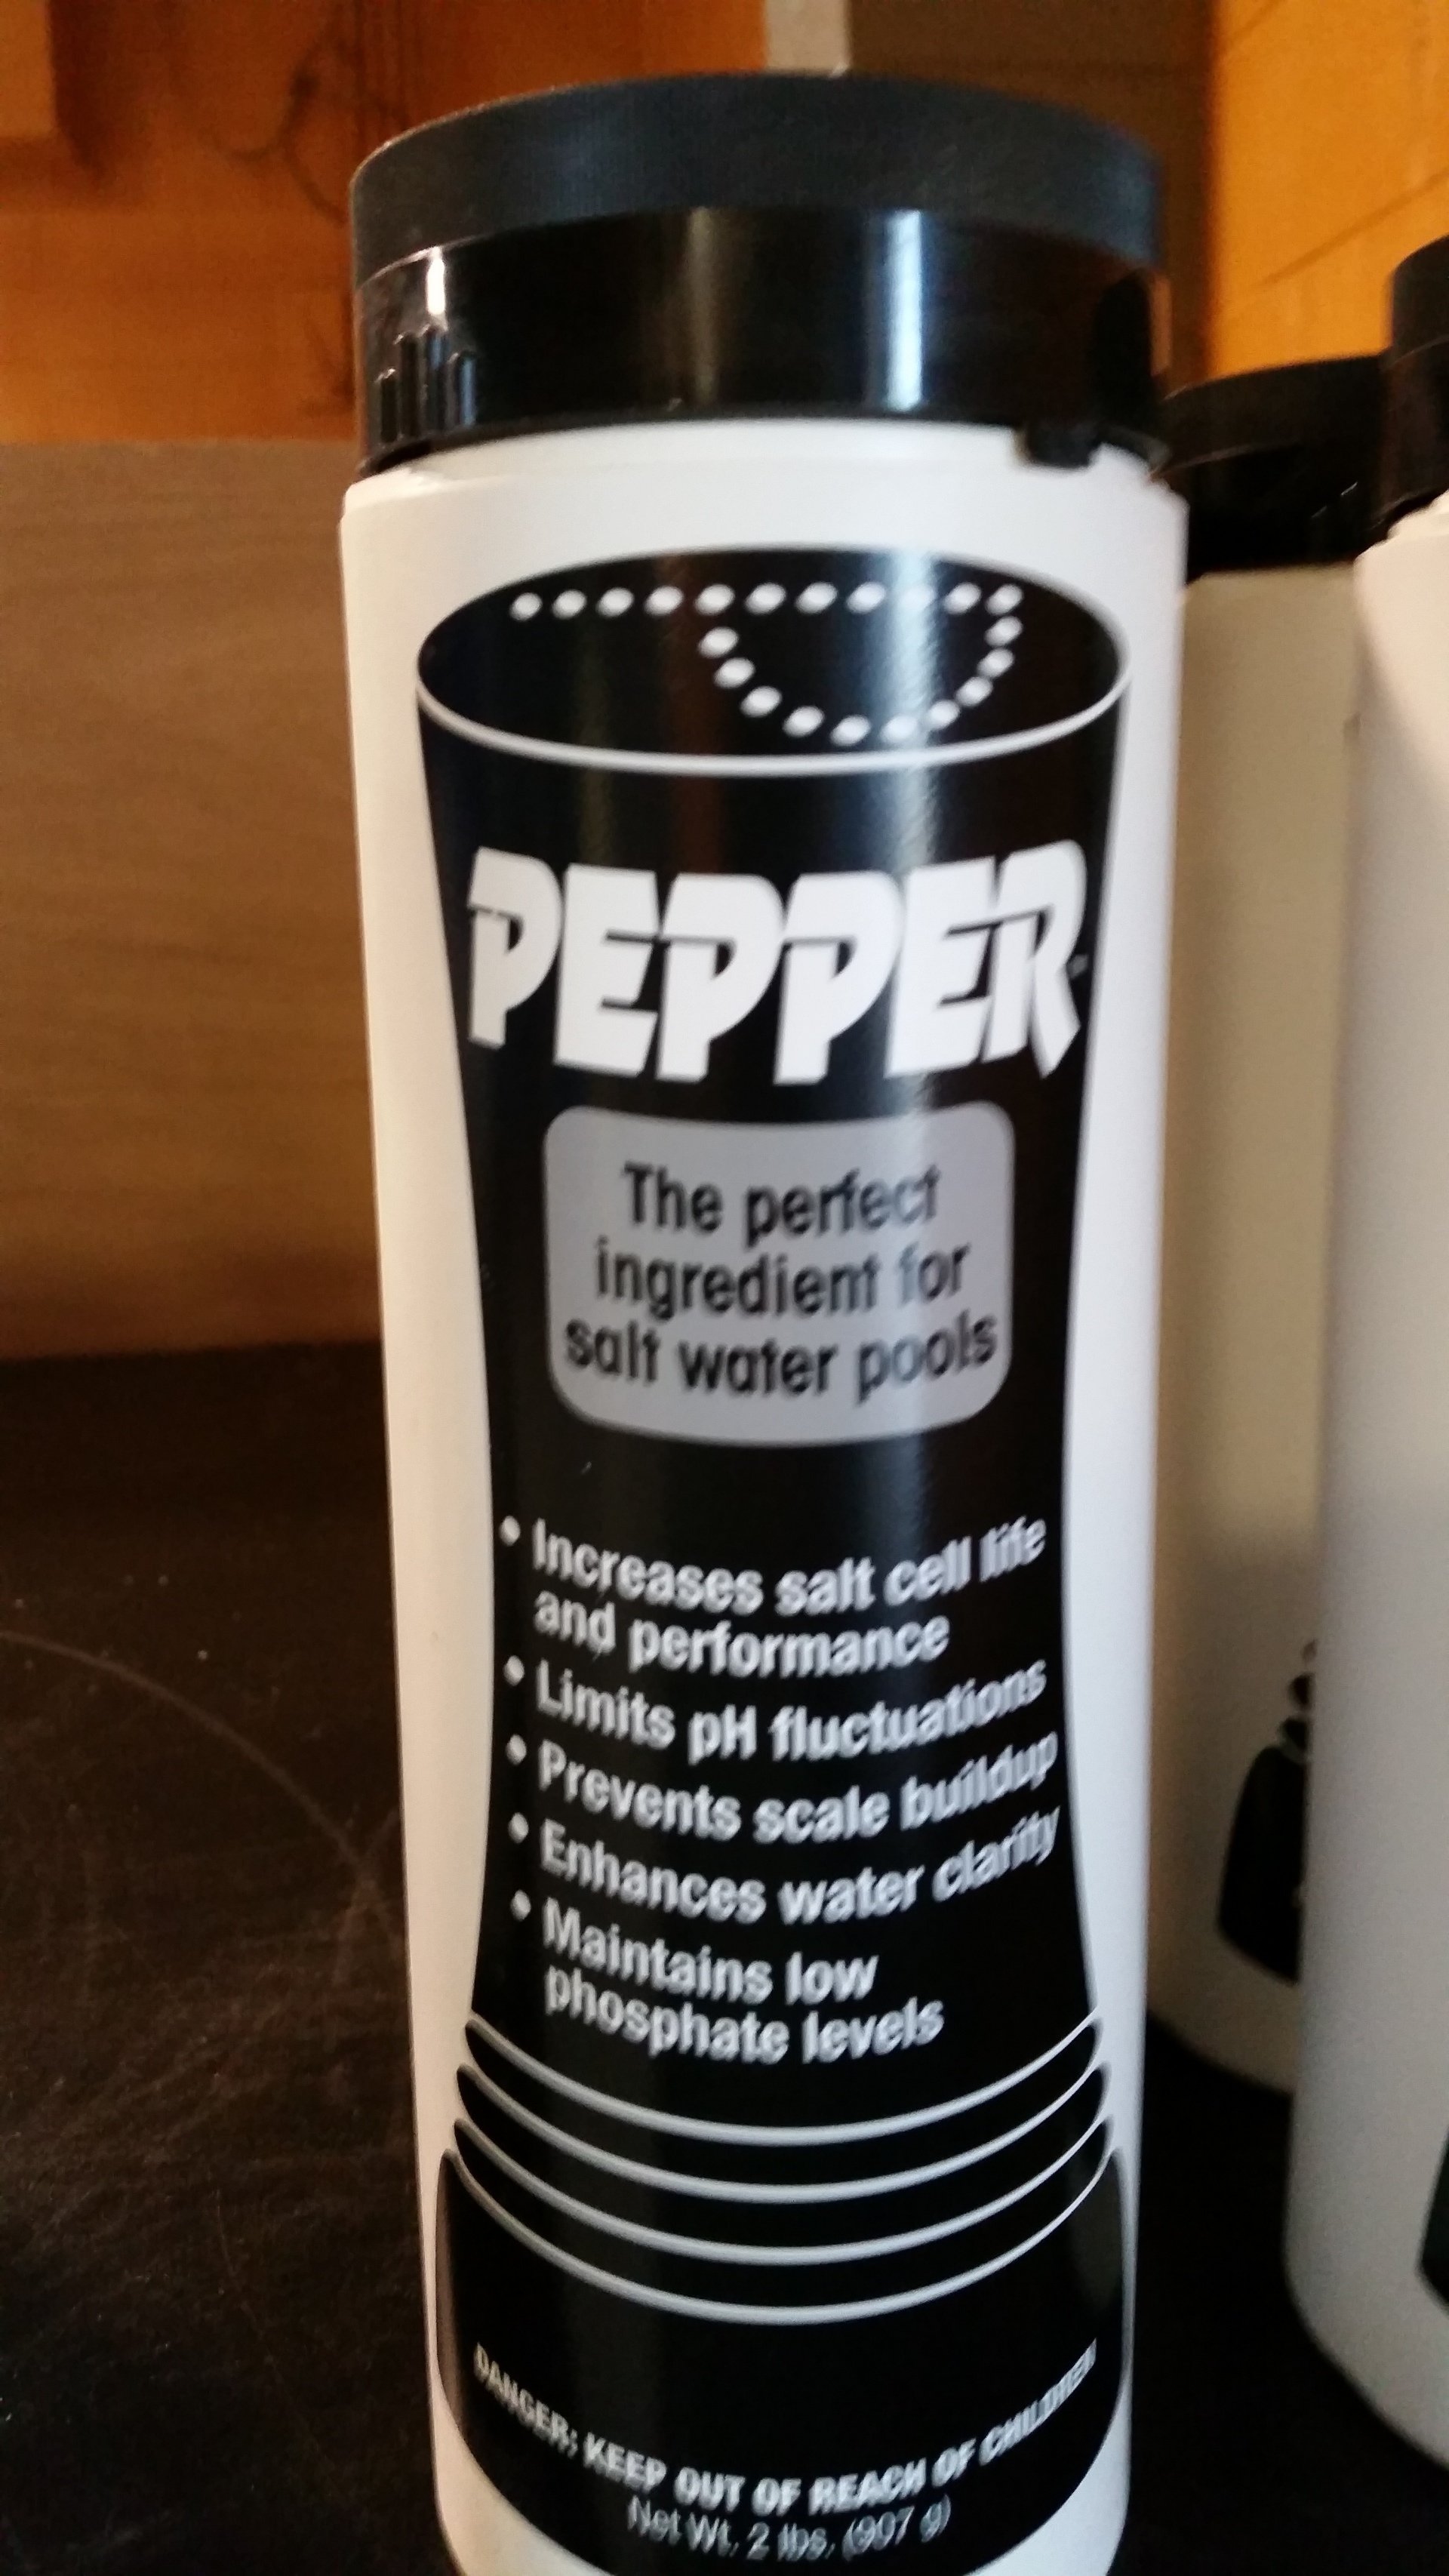 PEPPER
The perfect
ingredient for
salt water pools
• Increases salt cell life
and performance
• Limits pH fluctuations
• Prevents scale buildup
• Enhances water clarity
• Maintains low
phosphate levels
DANGER: KEEP OUT OF REACH OF CHILDREN
Net Wt. 2 lbs. (907 g)